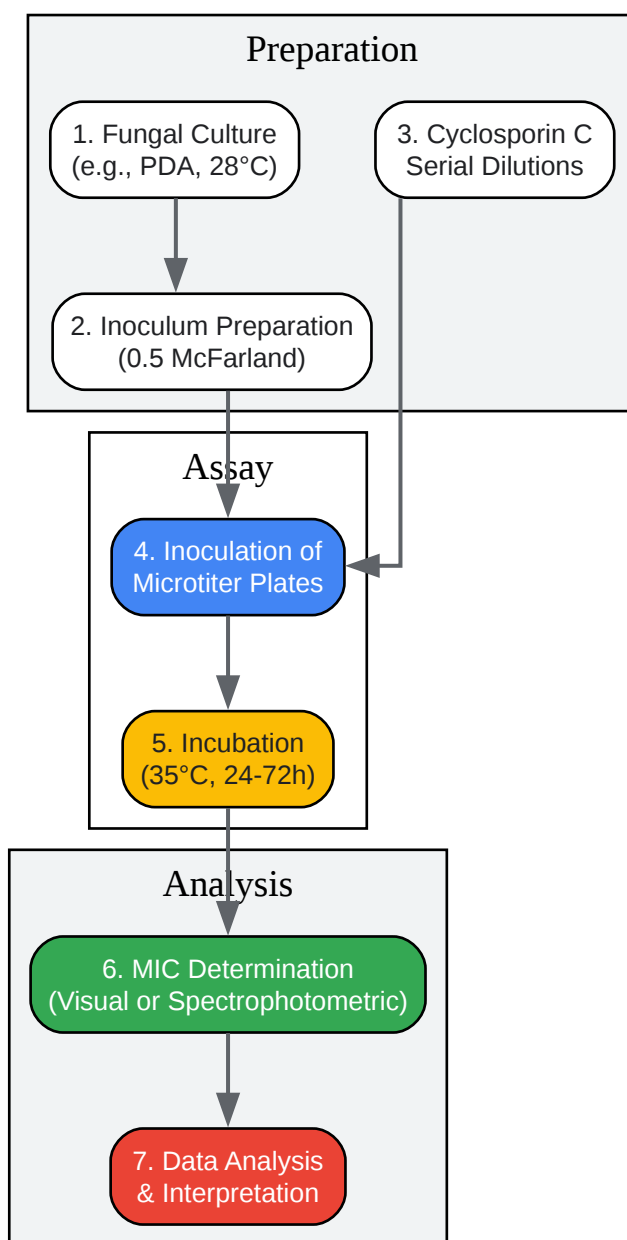 Preparation
1. Fungal Culture
(e.g., PDA, 28°C)
3. Cyclosporin C
Serial Dilutions
2. Inoculum Preparation
(0.5 McFarland)
Assay
4. Inoculation of
Microtiter Plates
5. Incubation
(35°C, 24-72h)
Analysis
6. MIC Determination
(Visual or Spectrophotometric)
7. Data Analysis
& Interpretation